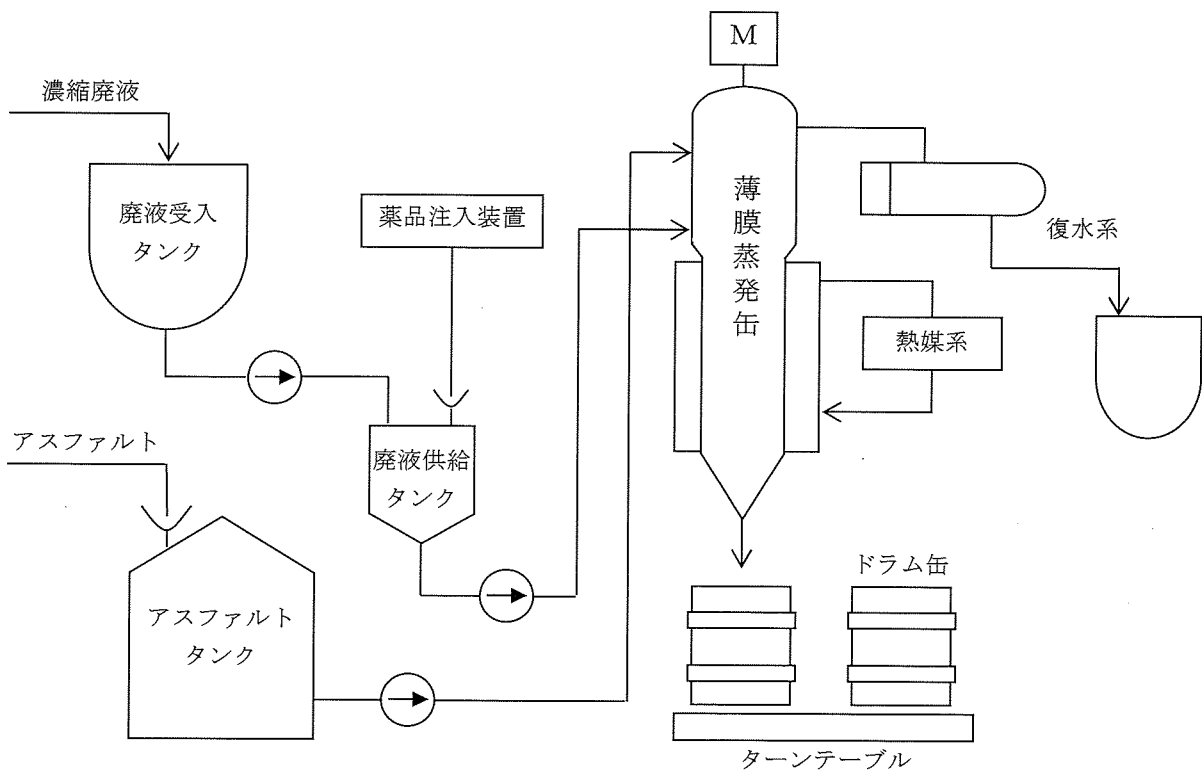 M
濃縮廃液
廃液受入
タンク
薬品注入装置
薄膜蒸発缶
復水系
熱媒系
アスファルト
廃液供給
タンク
アスファルト
タンク
ドラム缶
ターンテーブル